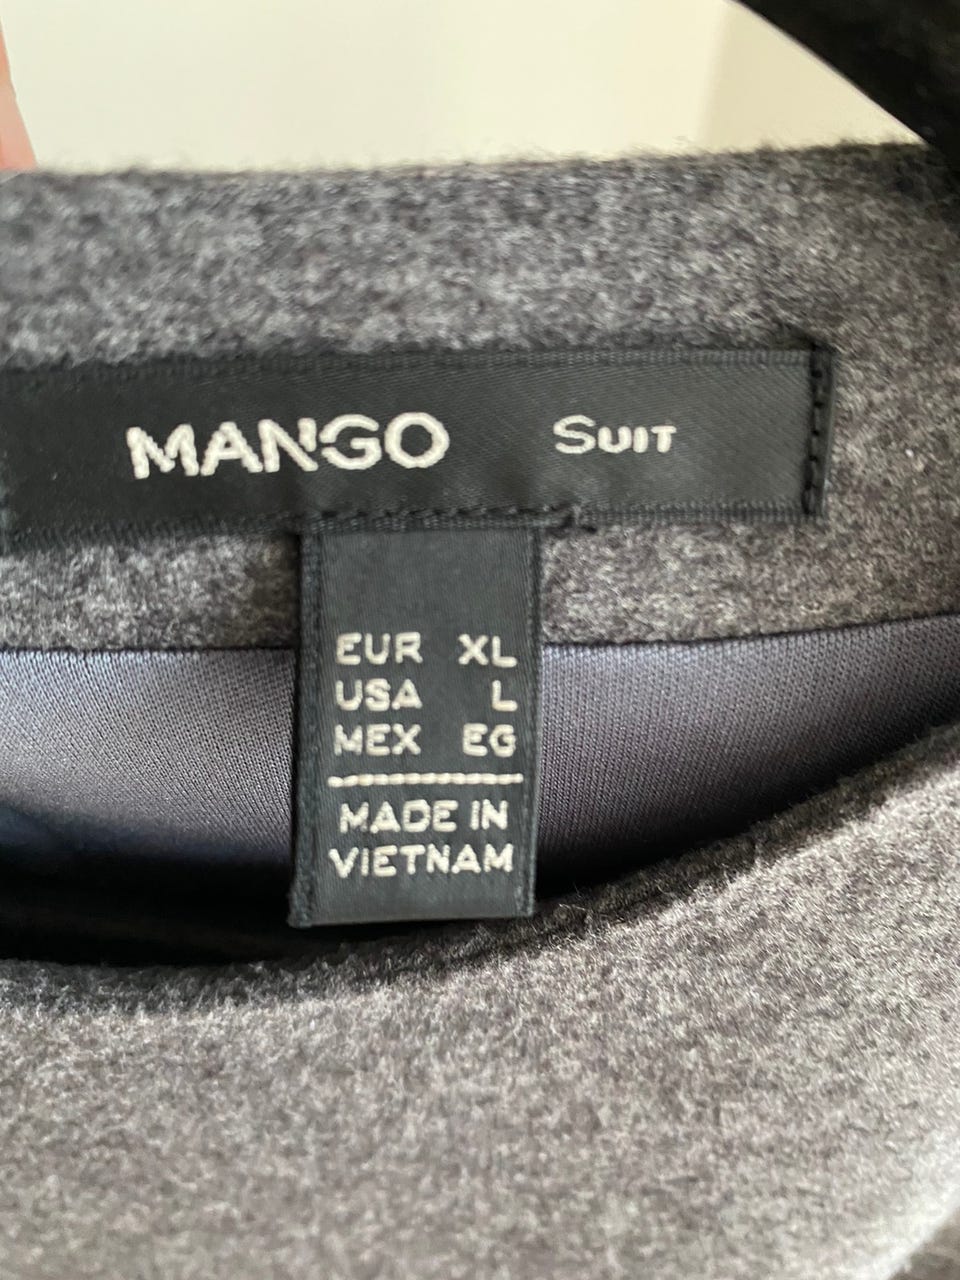 MANGO SUIT
EUR XL
USA L
MEX EG
MADE IN
VIETNAM